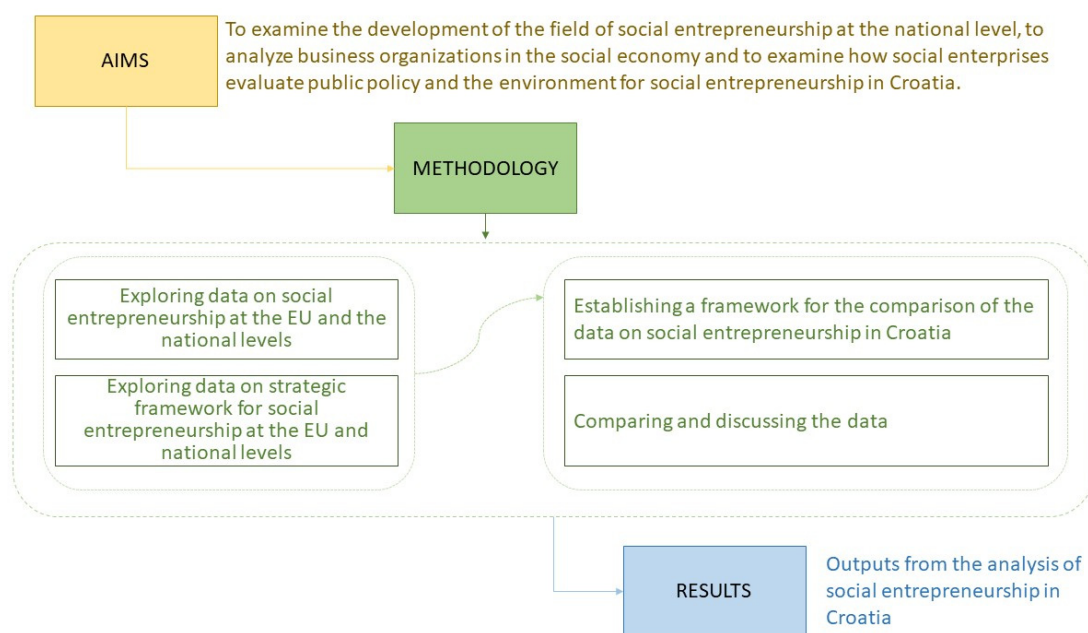 AIMS
To examine the development of the field of social entrepreneurship at the national level, to
analyze business organizations in the social economy and to examine how social enterprises
evaluate public policy and the environment for social entrepreneurship in Croatia.
METHODOLOGY
Exploring data on social
entrepreneurship at the EU and the
national levels
Exploring data on strategic
framework for social
entrepreneurship at the EU and
national levels
Establishing a framework for the comparison of the
data on social entrepreneurship in Croatia
Comparing and discussing the data
RESULTS
Outputs from the analysis of
social entrepreneurship in
Croatia